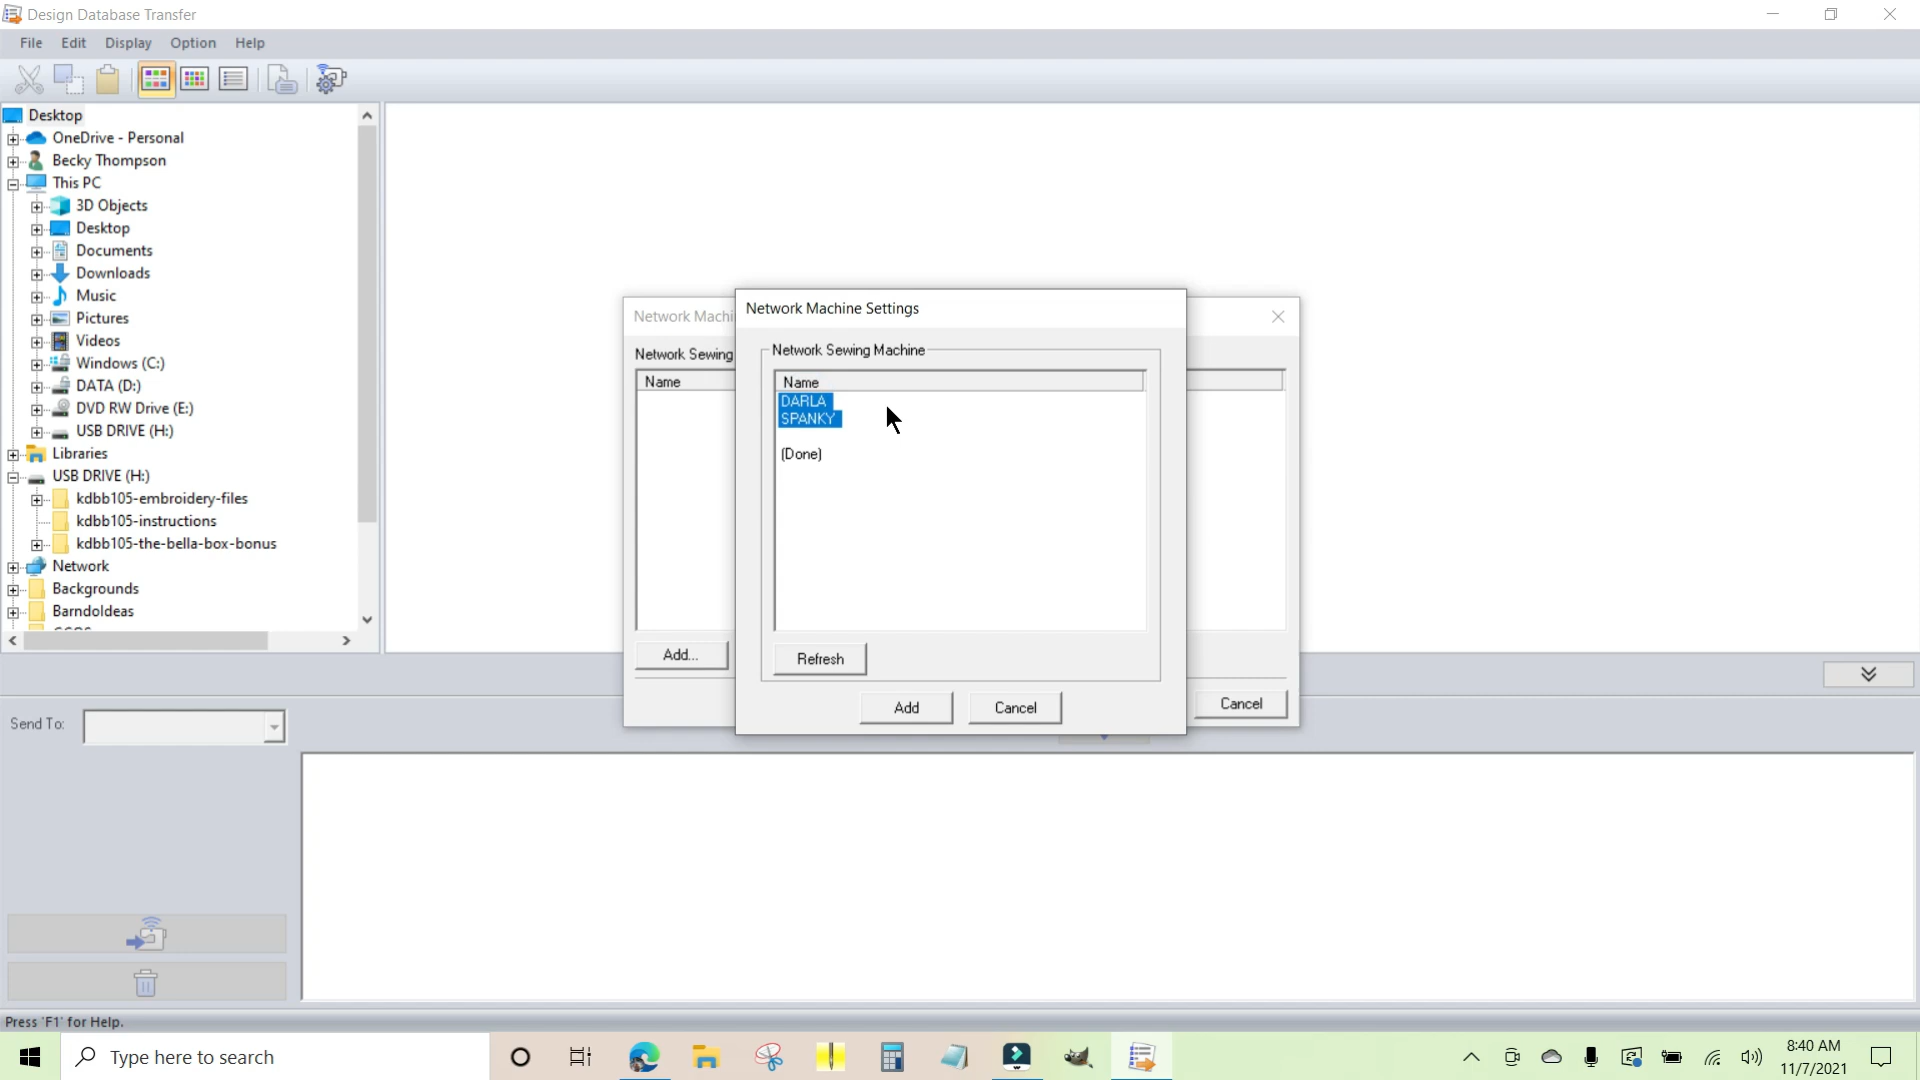 Design Database Transfer
File Edit Display Option Help
Desktop
OneDrive - Personal
Becky Thompson
This PC
3D Objects
Desktop
Documents
Downloads
Music
Pictures
Videos
Windows (C:)
DATA (D:)
DVD RW Drive (E:)
USB DRIVE (H:)
Libraries
USB DRIVE (H:)
kdbb105-embroidery-files
kdbb105-instructions
kdbb105-the-bella-box-bonus
Network
Backgrounds
BarndoIdeas
Network Machi
Network Sewing
Name
Add...
Cancel
Network Machine Settings
Network Sewing Machine
Name
DARLA
SPANKY
(Done)
Refresh
Add Cancel
Send To:
Press 'F1' for Help.
Type here to search
8:40 AM
11/7/2021